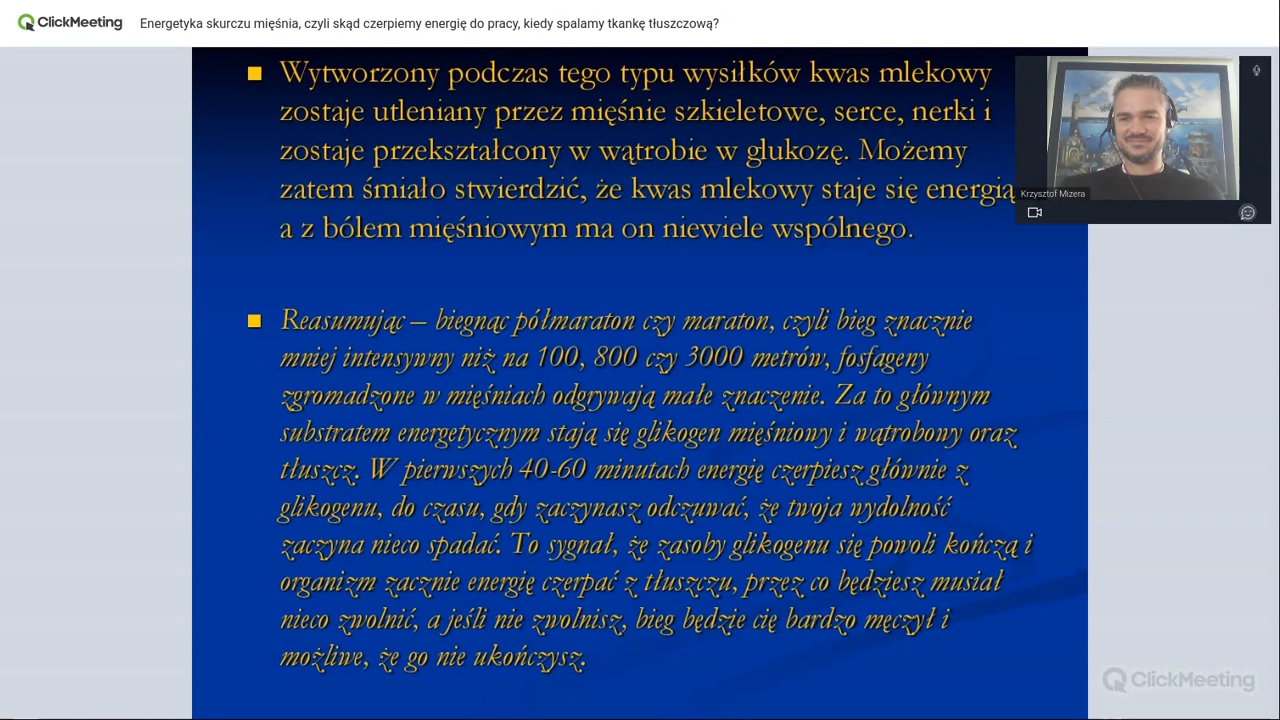 ClickMeeting
Energetyka skurczu mięśnia, czyli skąd czerpiemy energię do pracy, kiedy spalamy tkankę tłuszczową?
Wytworzony podczas tego typu wysiłków kwas mlekowy
zostaje utleniany przez mięśnie szkieletowe, serce, nerki i
zostaje przekształcony w wątrobie w glukozę. Możemy
zatem śmiało stwierdzić, że kwas mlekowy staje się energią
a z bólem mięśniowym ma on niewiele wspólnego.
Krzysztof Mizera
Reasumując – biegnąc półmaraton czy maraton, czyli bieg znacznie
mniej intensywny niż na 100, 800 czy 3000 metrów, fosfageny
zgromadzone w mięśniach odgrywają małe znaczenie. Za to głównym
substratem energetycznym stają się glikogen mięśniowy i wątrobowy oraz
tłuszcz. W pierwszych 40-60 minutach energię czerpiesz głównie z
glikogenu, do czasu, gdy zaczynasz odczuwać, że twoja wydolność
zaczyna nieco spadać. To sygnał, że zasoby glikogenu się powoli kończą i
organizm zacznie energię czerpać z tłuszczu, przez co będziesz musiał
nieco zwolnić, a jeśli nie zwolnisz, bieg będzie cię bardzo męczył i
możliwe, że go nie ukończysz.
ClickMeeting